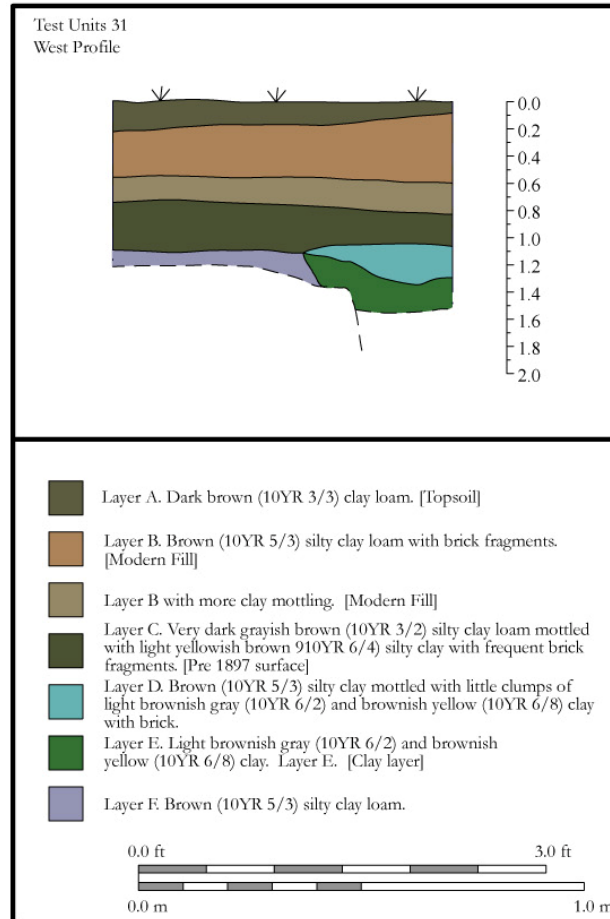 Test Units 31
West Profile
0.0
0.2
0.4
0.6
0.8
1.0
1.2
1.4
1.6
1.8
2.0
Layer A. Dark brown (10YR 3/3) clay loam. [Topsoil]
Layer B. Brown (10YR 5/3) silty clay loam with brick fragments.
[Modern Fill]
Layer B with more clay mottling. [Modern Fill]
Layer C. Very dark grayish brown (10YR 3/2) silty clay loam mottled
with light yellowish brown 910YR 6/4) silty clay with frequent brick
fragments. [Pre 1897 surface]
Layer D. Brown (10YR 5/3) silty clay mottled with little clumps of
light brownish gray (10YR 6/2) and brownish yellow (10YR 6/8) clay
with brick.
Layer E. Light brownish gray (10YR 6/2) and brownish
yellow (10YR 6/8) clay. Layer E. [Clay layer]
Layer F. Brown (10YR 5/3) silty clay loam.
0.0 ft 3.0 ft
0.0 m 1.0 m